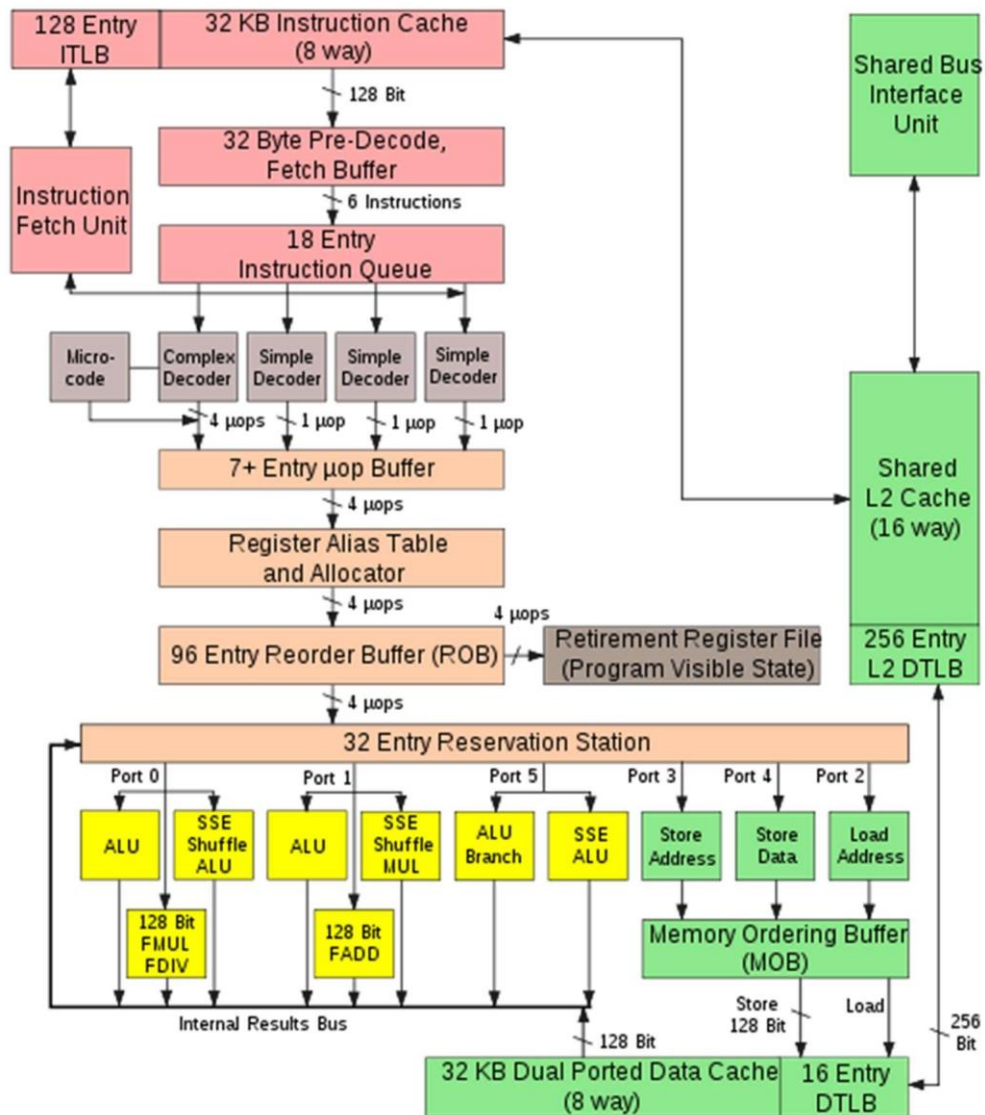 128 Entry
ITLB
32 KB Instruction Cache
(8 way)
Shared Bus
Interface
Unit
128 Bit
32 Byte Pre-Decode,
Fetch Buffer
Instruction
Fetch Unit
6 Instructions
18 Entry
Instruction Queue
Micro-
code
Complex
Decoder
Simple
Decoder
Simple
Decoder
Simple
Decoder
4 µops
1 µop
1 µop
1 µop
7+ Entry µop Buffer
Shared
L2 Cache
(16 way)
4 µops
Register Alias Table
and Allocator
4 µops
4 µops
96 Entry Reorder Buffer (ROB)
Retirement Register File
(Program Visible State)
256 Entry
L2 DTLB
4 µops
32 Entry Reservation Station
Port 0
Port 1
Port 5
Port 3
Port 4
Port 2
ALU
SSE
Shuffle
ALU
ALU
SSE
Shuffle
MUL
ALU
Branch
SSE
ALU
Store
Address
Store
Data
Load
Address
128 Bit
FMUL
FDIV
128 Bit
FADD
Memory Ordering Buffer
(MOB)
Internal Results Bus
Store
128 Bit
Load
256
Bit
128 Bit
32 KB Dual Ported Data Cache
(8 way)
16 Entry
DTLB